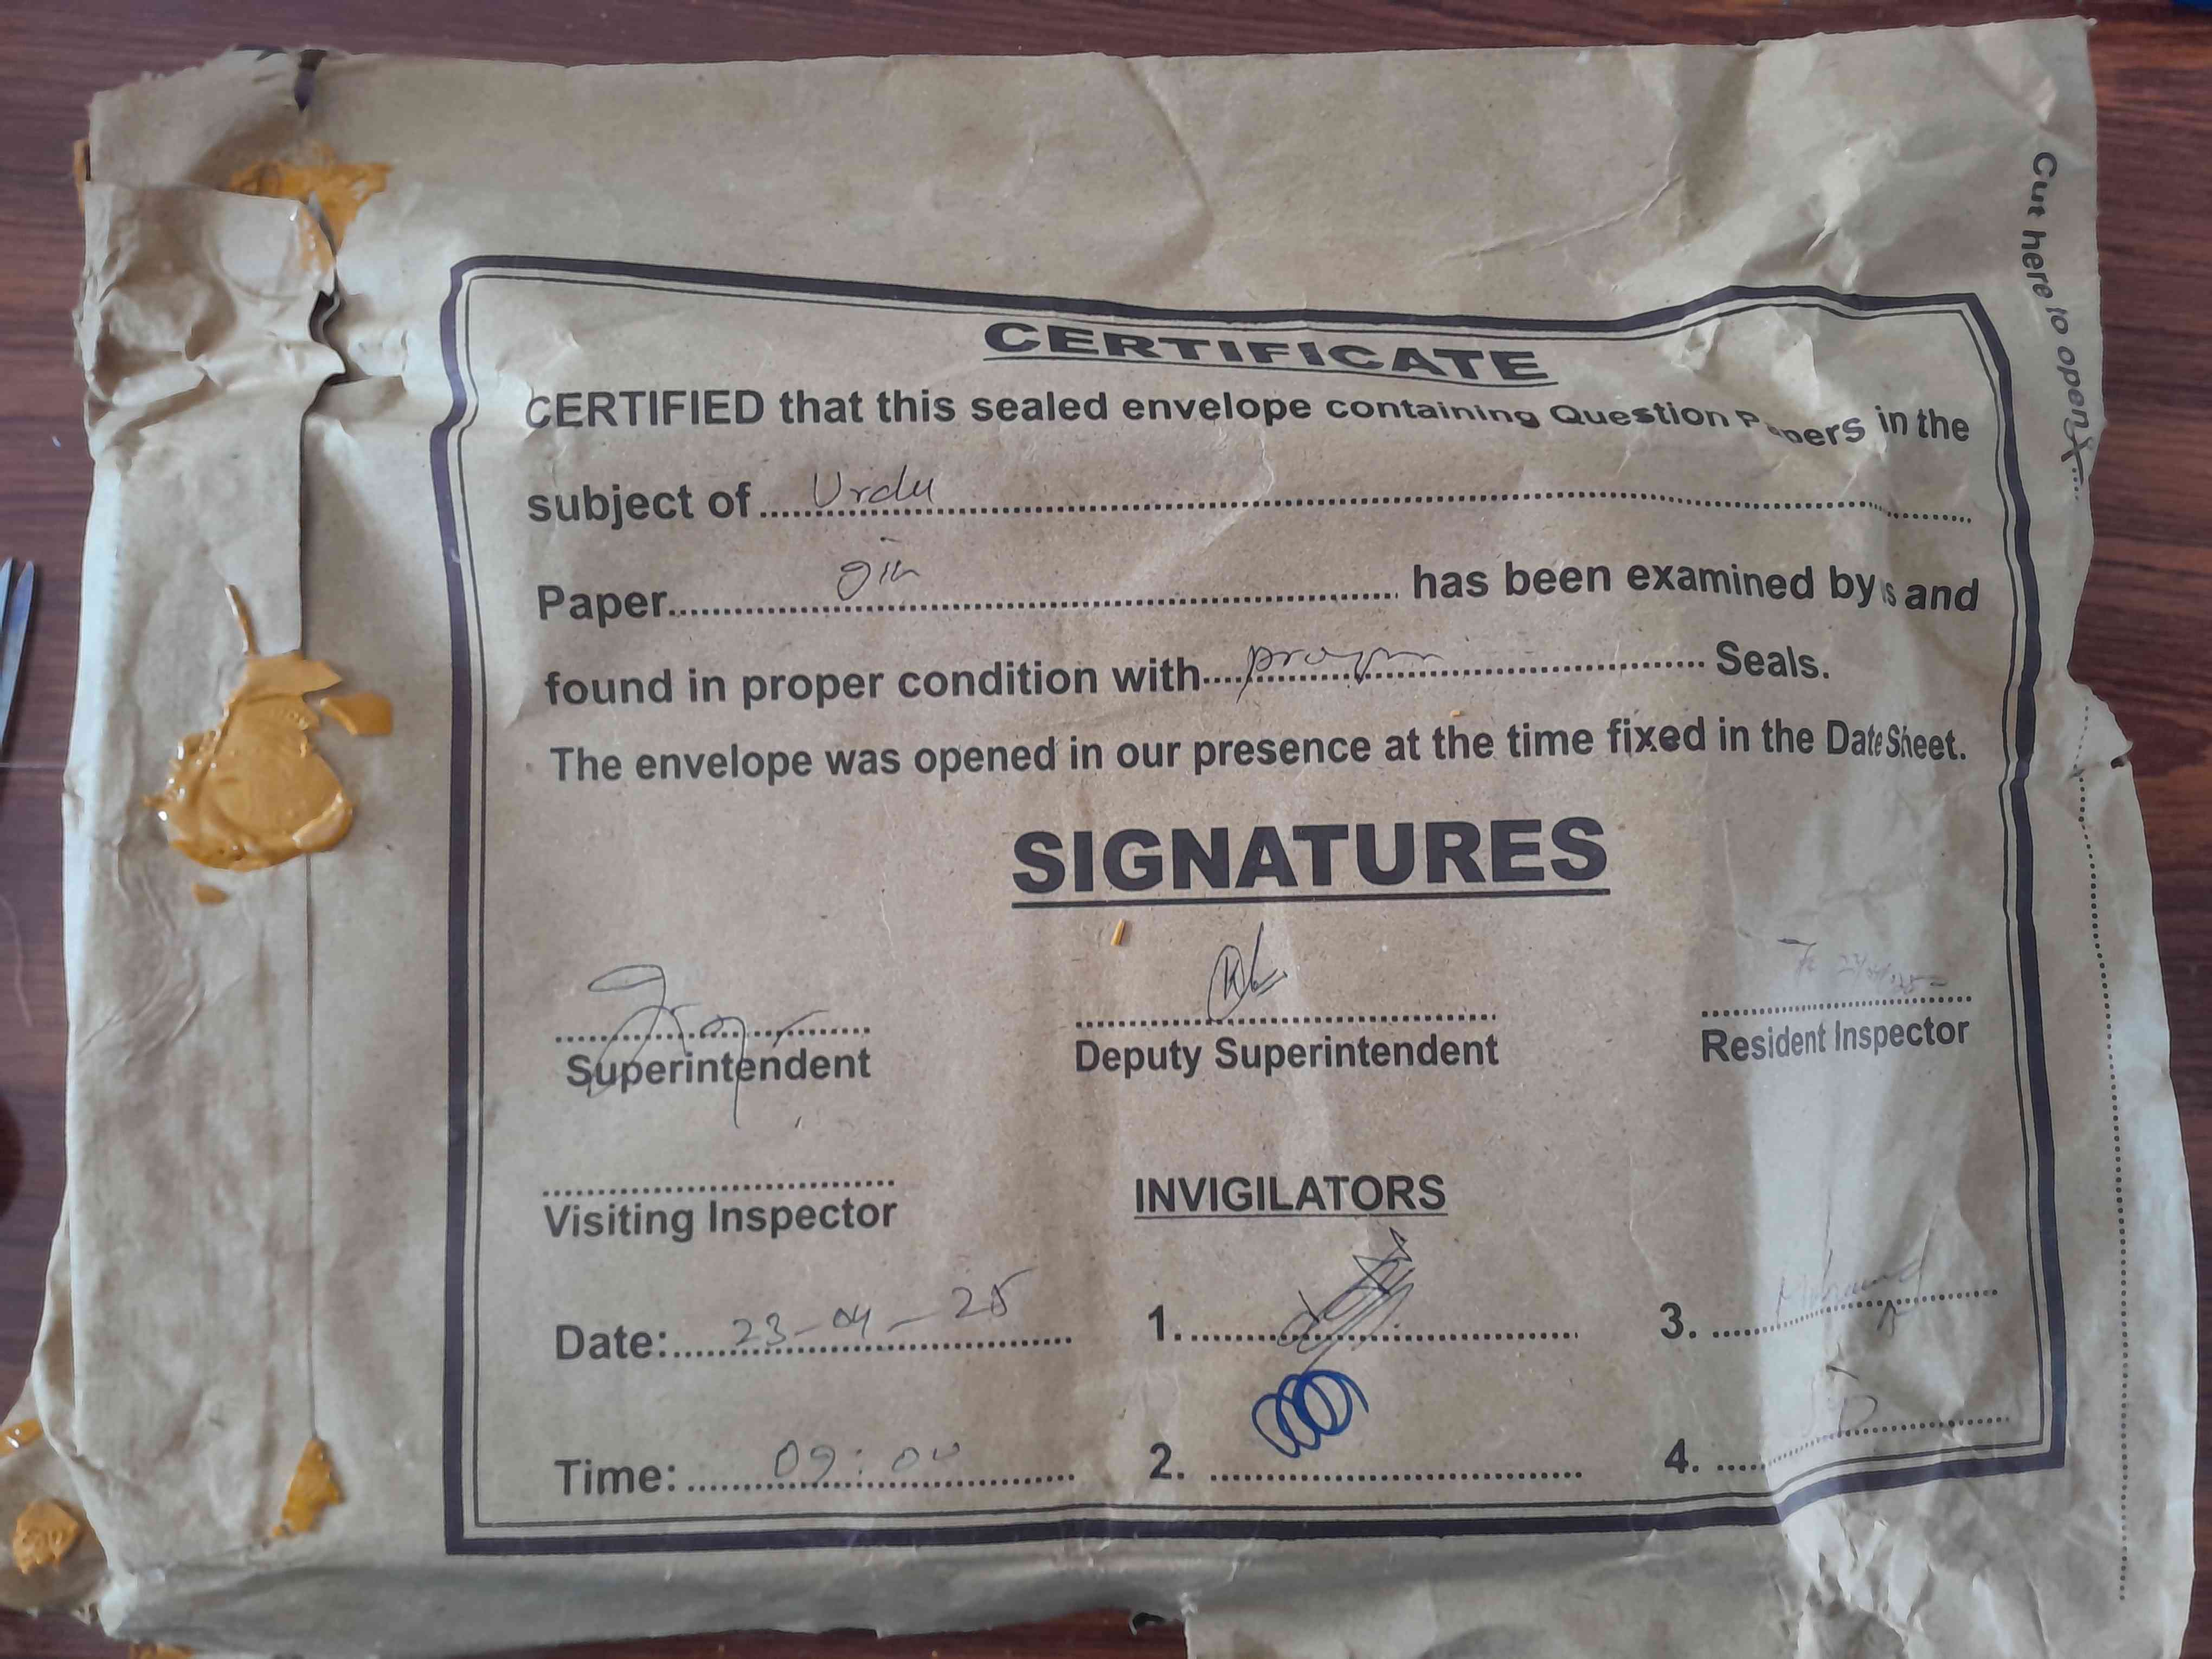 Cut here to open
CERTIFICATE
CERTIFIED that this sealed envelope containing Question Papers in the
subject of Urdu
Paper has been examined by s and
found in proper condition with Seals.
The envelope was opened in our presence at the time fixed in the Date Sheet.
SIGNATURES
Superintendent Deputy Superintendent Resident Inspector
Visiting Inspector INVIGILATORS
Date: 23-04-25 1. 3.
Time: 09:00 2. 4.